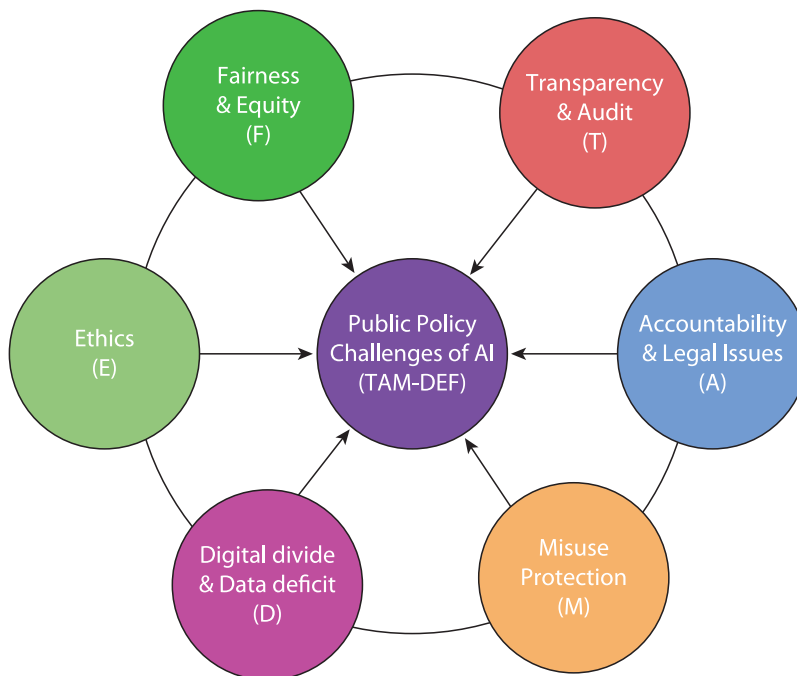 Fairness
& Equity
(F)
Transparency
& Audit
(T)
Ethics
(E)
Public Policy
Challenges of AI
(TAM-DEF)
Accountability
& Legal Issues
(A)
Digital divide
& Data deficit
(D)
Misuse
Protection
(M)